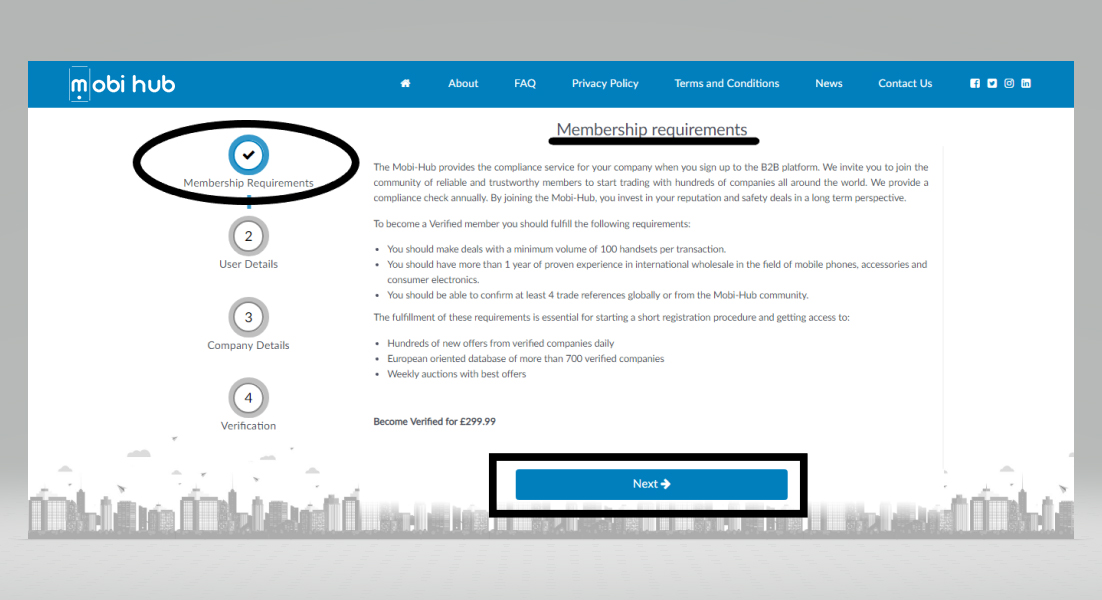 mobi hub
About FAQ Privacy Policy Terms and Conditions News Contact Us
Membership Requirements
2
User Details
3
Company Details
4
Verification
Membership requirements
The Mobi-Hub provides the compliance service for your company when you sign up to the B2B platform. We invite you to join the
community of reliable and trustworthy members to start trading with hundreds of companies all around the world. We provide a
compliance check annually. By joining the Mobi-Hub, you invest in your reputation and safety deals in a long term perspective.
To become a Verified member you should fulfill the following requirements:
• You should make deals with a minimum volume of 100 handsets per transaction.
• You should have more than 1 year of proven experience in international wholesale in the field of mobile phones, accessories and
consumer electronics.
• You should be able to confirm at least 4 trade references globally or from the Mobi-Hub community.
The fulfillment of these requirements is essential for starting a short registration procedure and getting access to:
• Hundreds of new offers from verified companies daily
• European oriented database of more than 700 verified companies
• Weekly auctions with best offers
Become Verified for £299.99
Next